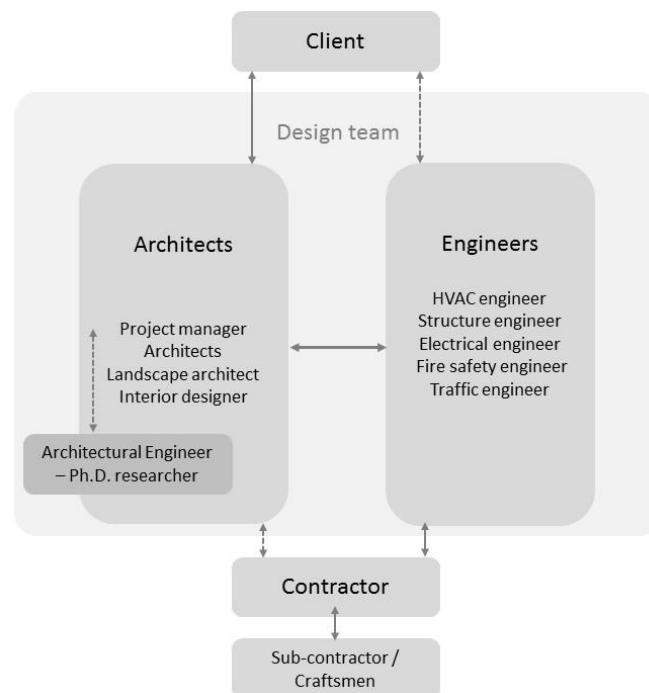 Client
Design team
Architects
Project manager
Architects
Landscape architect
Interior designer
Architectural Engineer
– Ph.D. researcher
Engineers
HVAC engineer
Structure engineer
Electrical engineer
Fire safety engineer
Traffic engineer
Contractor
Sub-contractor /
Craftsmen